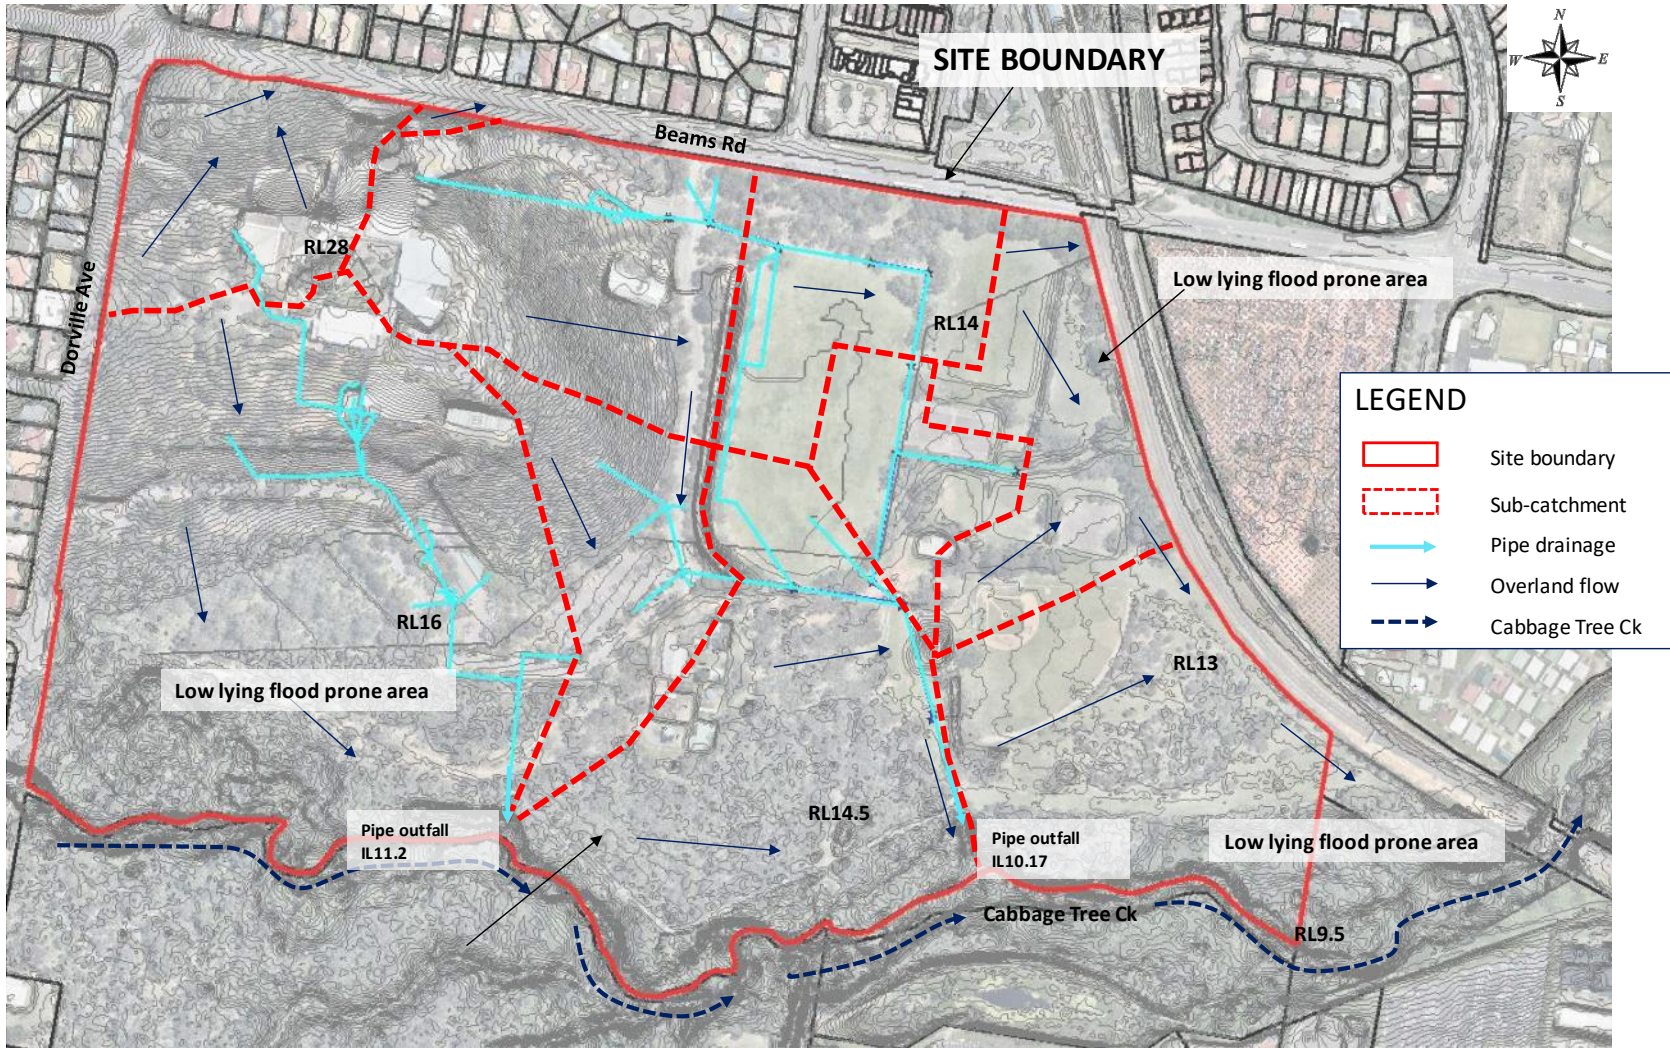 N
W
E
S
SITE BOUNDARY
Beams Rd
RL28
Low lying flood prone area
Dorville Ave
RL14
LEGEND
Site boundary
Sub-catchment
Pipe drainage
Overland flow
Cabbage Tree Ck
RL16
RL13
Low lying flood prone area
RL14.5
Pipe outfall
IL11.2
Pipe outfall
IL10.17
Low lying flood prone area
Cabbage Tree Ck
RL9.5